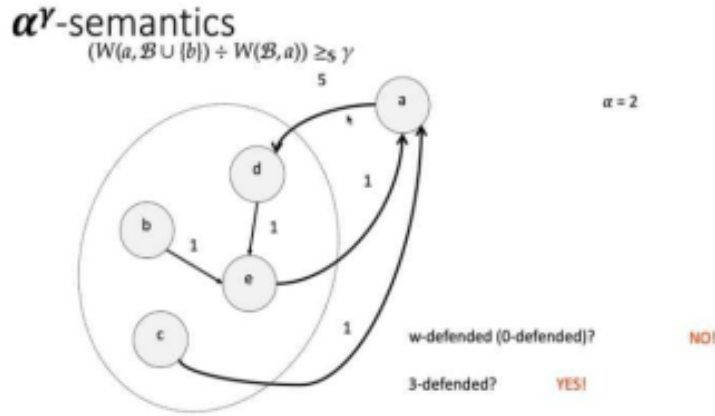 α^γ-semantics
(W(a, ℬ ∪ {b}) ÷ W(ℬ, a)) ≥_S γ
5
a
α = 2
d
1
b
1
1
e
c
1
w-defended (0-defended)? NO!
3-defended? YES!